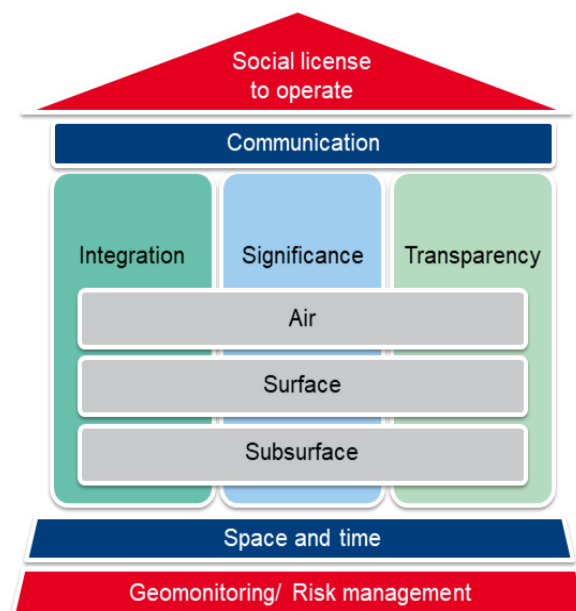 Social license
to operate
Communication
Integration
Significance
Transparency
Air
Surface
Subsurface
Space and time
Geomonitoring/ Risk management